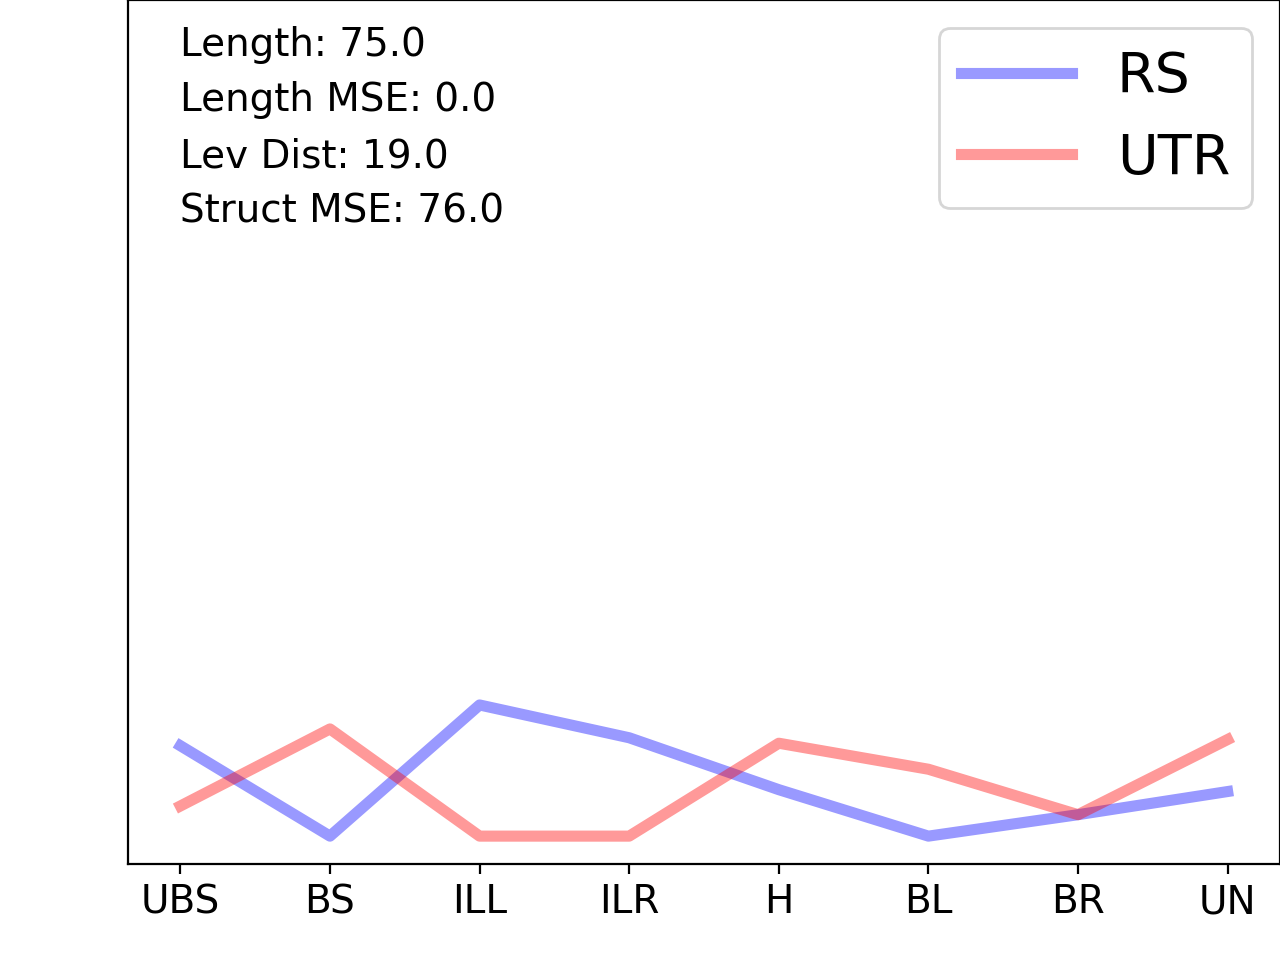 Length: 75.0
Length MSE: 0.0
Lev Dist: 19.0
Struct MSE: 76.0
RS
UTR
UBS BS ILL ILR H BL BR UN